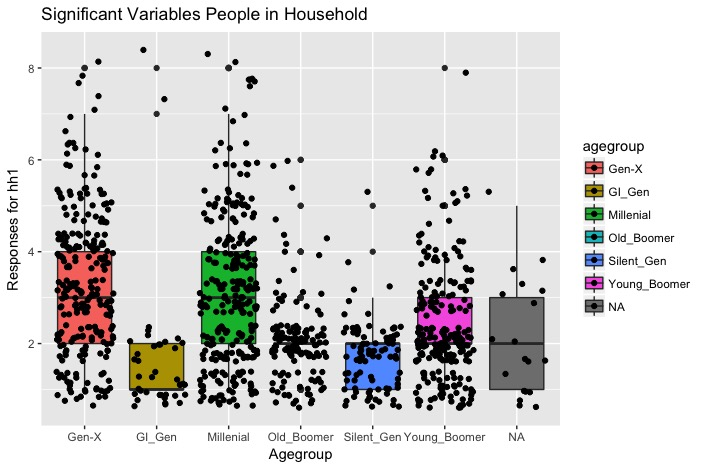 Significant Variables People in Household
Responses for hh1
8
6
4
2
Gen-X GI_Gen Millenial Old_Boomer Silent_Gen Young_Boomer NA
Agegroup
agegroup
Gen-X
GI_Gen
Millenial
Old_Boomer
Silent_Gen
Young_Boomer
NA